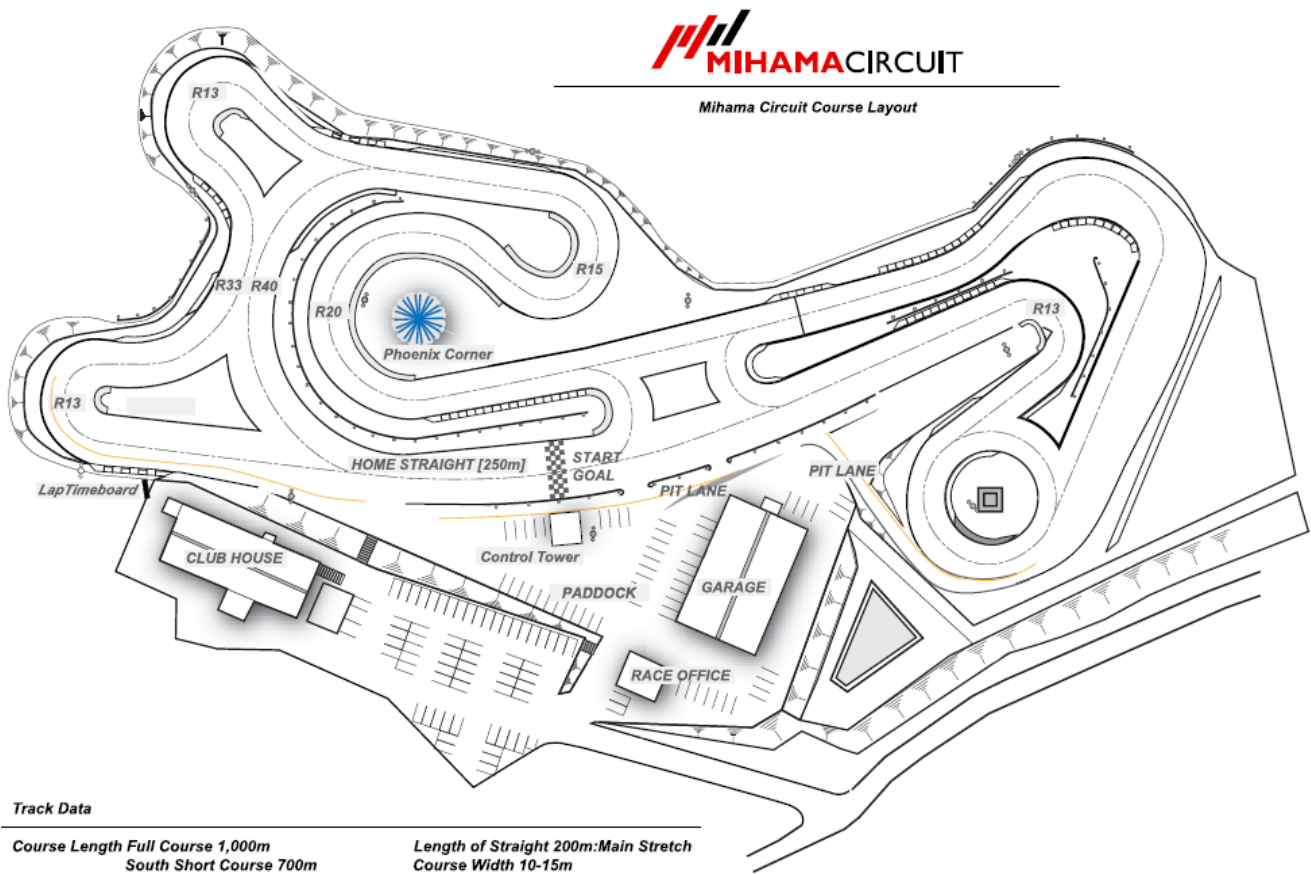 MIHAMACIRCUIT
Mihama Circuit Course Layout
R13
R15
R33 R40
R20
R13
Phoenix Corner
R13
HOME STRAIGHT [250m]
START
GOAL
PIT LANE
PIT LANE
LapTimeboard
Control Tower
CLUB HOUSE
PADDOCK
GARAGE
RACE OFFICE
Track Data
Course Length Full Course 1,000m
South Short Course 700m
Length of Straight 200m:Main Stretch
Course Width 10-15m